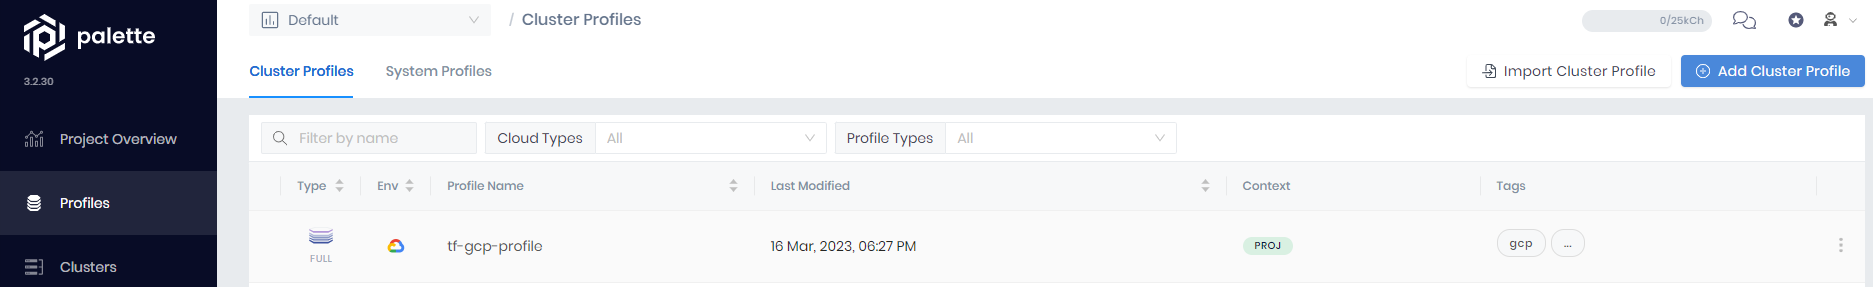 palette
3.2.30
Project Overview
Profiles
Clusters
Default / Cluster Profiles 0/25kCh
Cluster Profiles System Profiles Import Cluster Profile Add Cluster Profile
Filter by name Cloud Types All Profile Types All
Type Env Profile Name Last Modified Context Tags
FULL tf-gcp-profile 16 Mar, 2023, 06:27 PM PROJ gcp ...